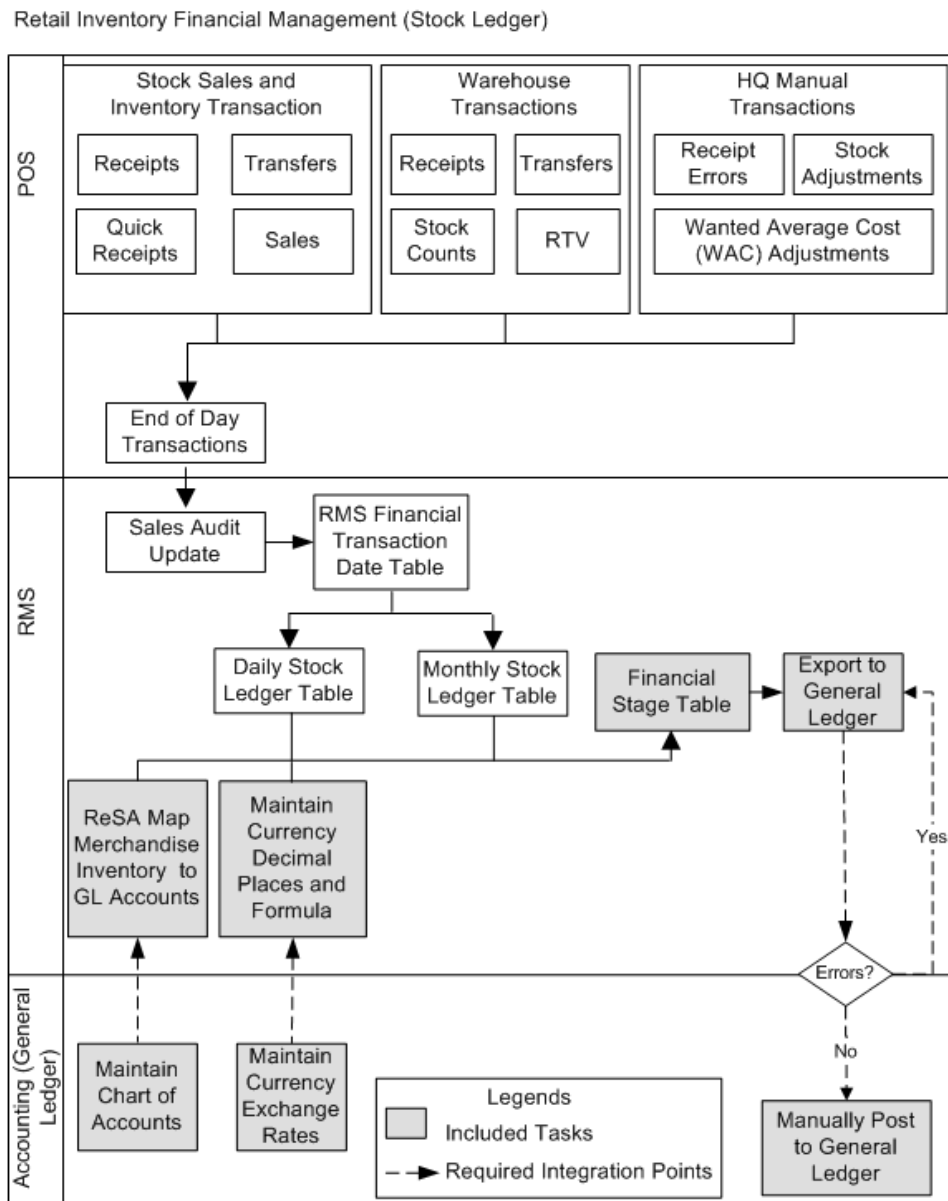 Retail Inventory Financial Management (Stock Ledger)
POS
Stock Sales and
Inventory Transaction
Receipts
Transfers
Quick
Receipts
Sales
Warehouse
Transactions
Receipts
Transfers
Stock
Counts
RTV
HQ Manual
Transactions
Receipt
Errors
Stock
Adjustments
Wanted Average Cost
(WAC) Adjustments
End of Day
Transactions
RMS
Sales Audit
Update
RMS Financial
Transaction
Date Table
Daily Stock
Ledger Table
Monthly Stock
Ledger Table
Financial
Stage Table
Export to
General
Ledger
ReSA Map
Merchandise
Inventory to
GL Accounts
Maintain
Currency
Decimal
Places and
Formula
Yes
Errors?
Accounting (General
Ledger)
Maintain
Chart of
Accounts
Maintain
Currency
Exchange
Rates
No
Legends
Included Tasks
Required Integration Points
Manually Post
to General
Ledger